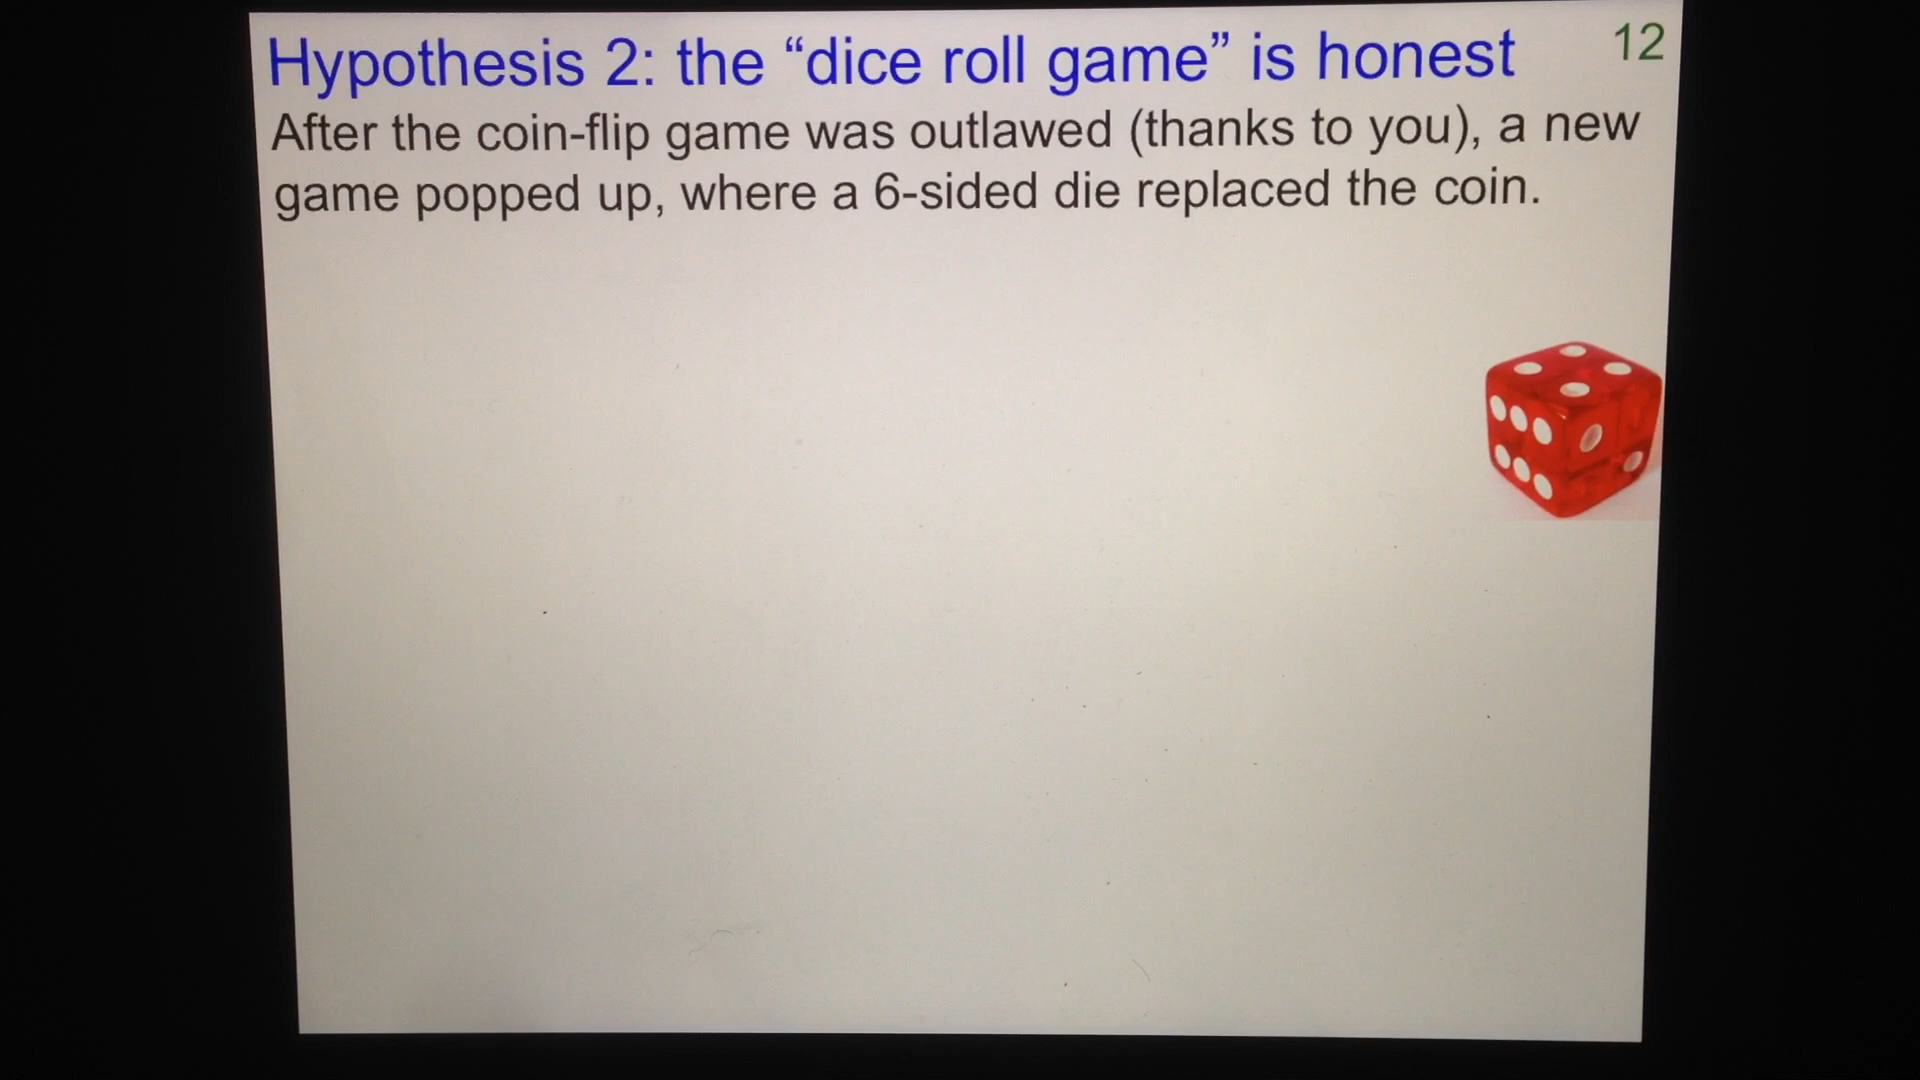 Hypothesis 2: the “dice roll game” is honest
12
After the coin-flip game was outlawed (thanks to you), a new
game popped up, where a 6-sided die replaced the coin.